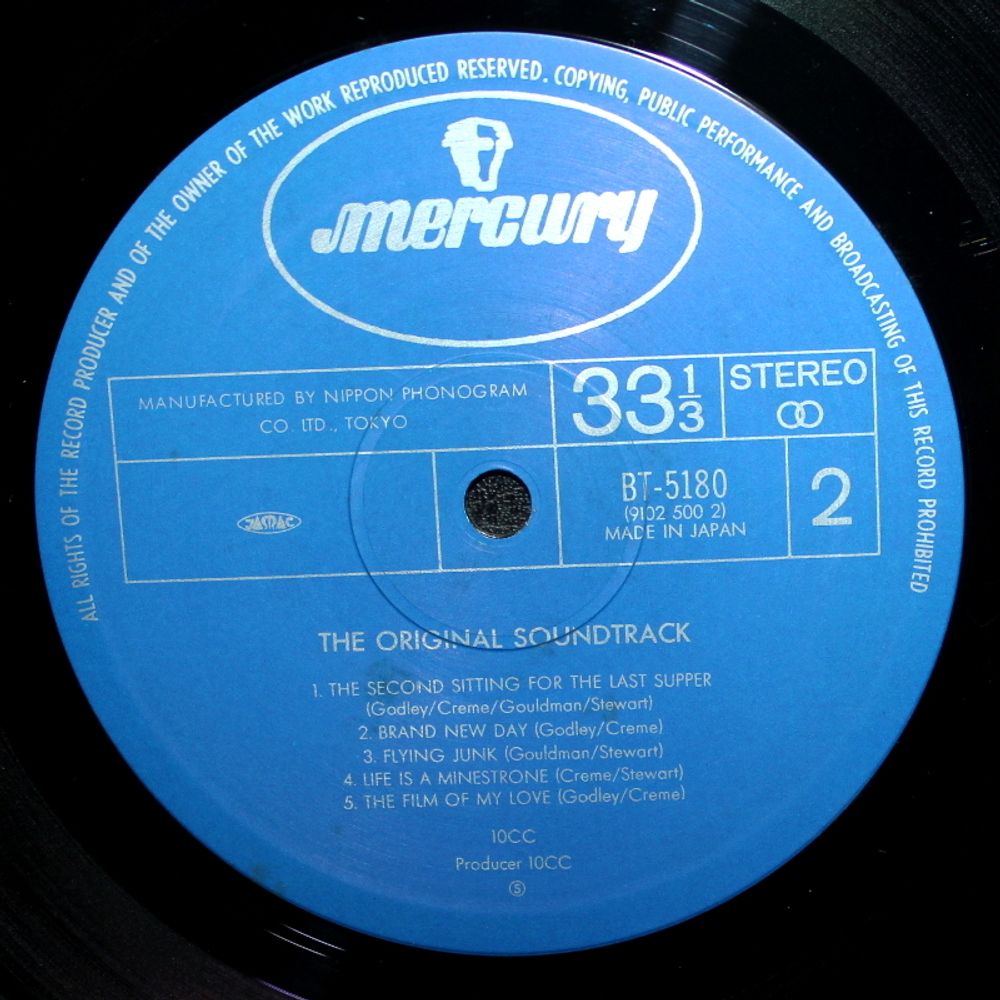 ALL RIGHTS OF THE RECORD PRODUCER AND OF THE OWNER OF THE WORK REPRODUCED RESERVED. COPYING, PUBLIC PERFORMANCE AND BROADCASTING OF THIS RECORD PROHIBITED
mercury
MANUFACTURED BY NIPPON PHONOGRAM
CO. LTD., TOKYO
33 1/3
STEREO
JASRAC
BT-5180
(9102 500 2)
MADE IN JAPAN
2
THE ORIGINAL SOUNDTRACK
1. THE SECOND SITTING FOR THE LAST SUPPER
(Godley/Creme/Gouldman/Stewart)
2. BRAND NEW DAY (Godley/Creme)
3. FLYING JUNK (Gouldman/Stewart)
4. LIFE IS A MINESTRONE (Creme/Stewart)
5. THE FILM OF MY LOVE (Godley/Creme)
10CC
Producer 10CC
Ⓢ